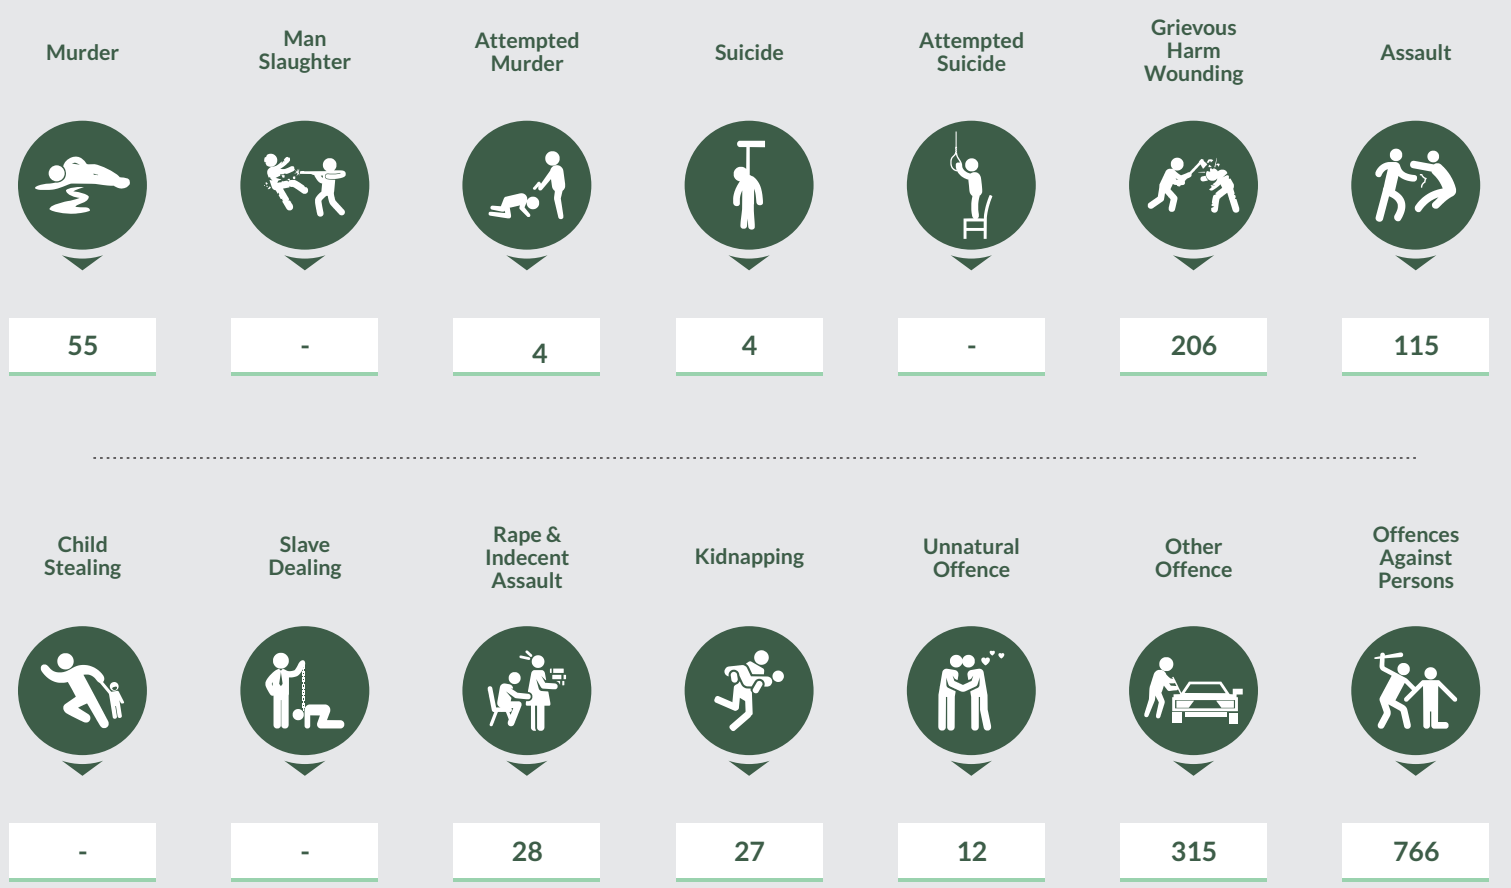 Murder
Man
Slaughter
Attempted
Murder
Suicide
Attempted
Suicide
Grievous
Harm
Wounding
Assault
55
-
4
4
-
206
115
Child
Stealing
Slave
Dealing
Rape &
Indecent
Assault
Kidnapping
Unnatural
Offence
Other
Offence
Offences
Against
Persons
-
-
28
27
12
315
766